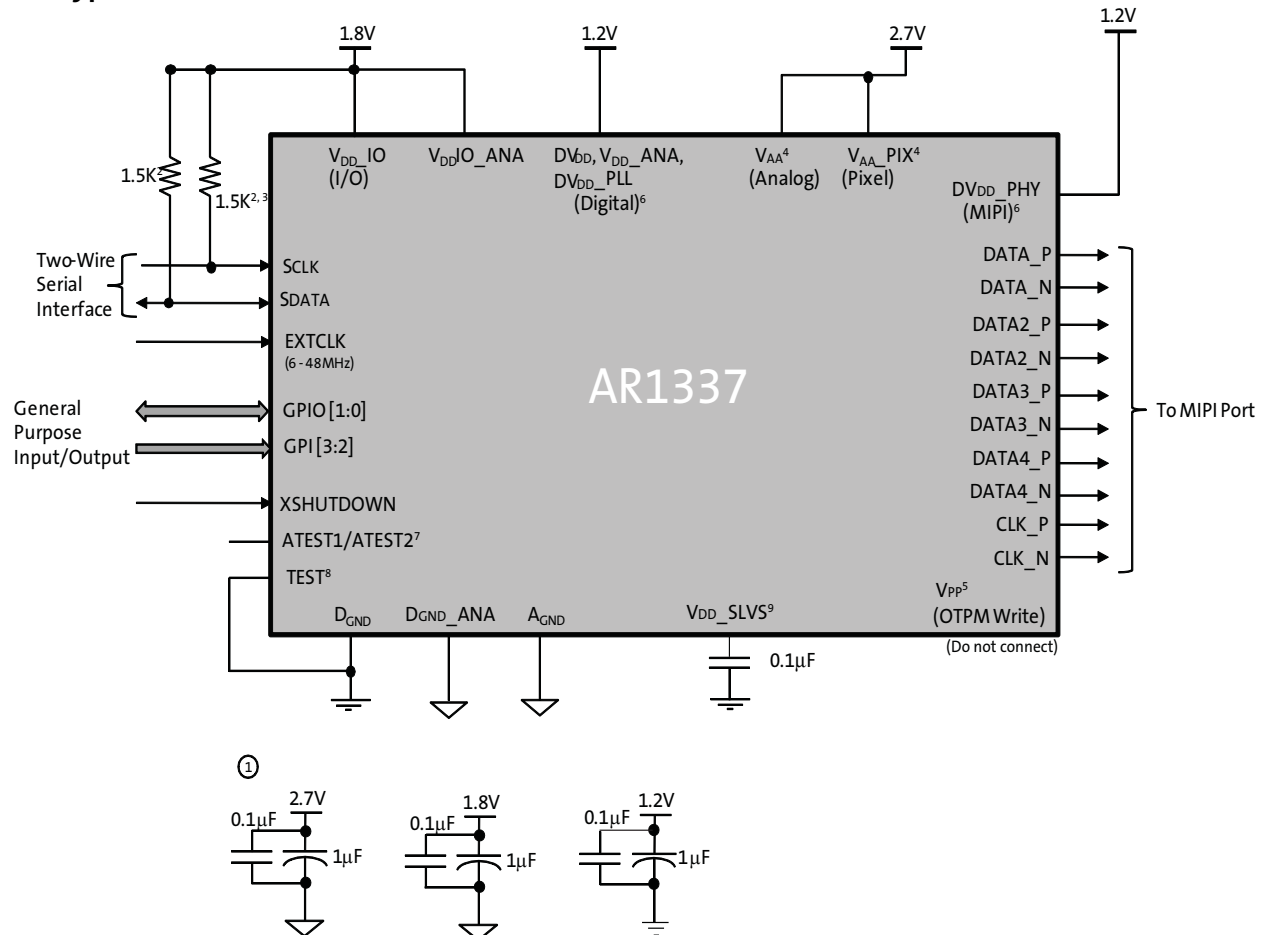 1.8V
1.2V
2.7V
1.2V
VDD_IO
(I/O)
VDDIO_ANA
DVDD, VDD_ANA,
DVDD_PLL
(Digital)6
VAA4
(Analog)
VAA_PIX4
(Pixel)
DVDD_PHY
(MIPI)6
1.5K2
1.5K2, 3
Two-Wire
Serial
Interface
SCLK
SDATA
EXTCLK
(6 - 48MHz)
General
Purpose
Input/Output
GPIO [1:0]
GPI [3:2]
XSHUTDOWN
ATEST1/ATEST27
TEST8
AR1337
DATA_P
DATA_N
DATA2_P
DATA2_N
DATA3_P
DATA3_N
DATA4_P
DATA4_N
CLK_P
CLK_N
To MIPI Port
DGND
DGND_ANA
AGND
VDD_SLVS9
VPP5
(OTPM Write)
(Do not connect)
0.1µF
1
2.7V
0.1µF
1µF
1.8V
0.1µF
1µF
1.2V
0.1µF
1µF